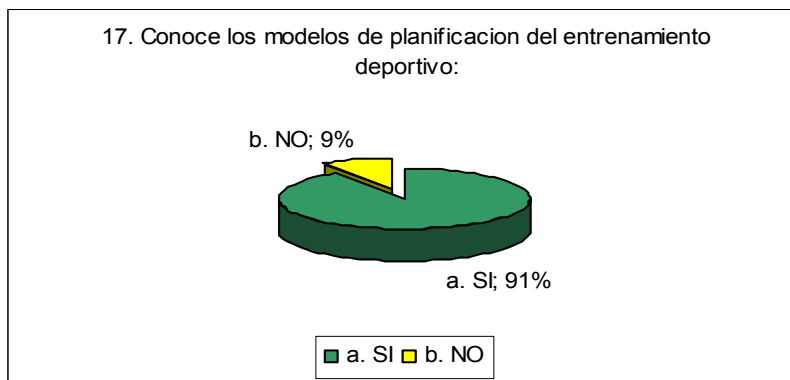 17. Conoce los modelos de planificacion del entrenamiento
deportivo:
b. NO; 9%
a. SI; 91%
a. SI b. NO